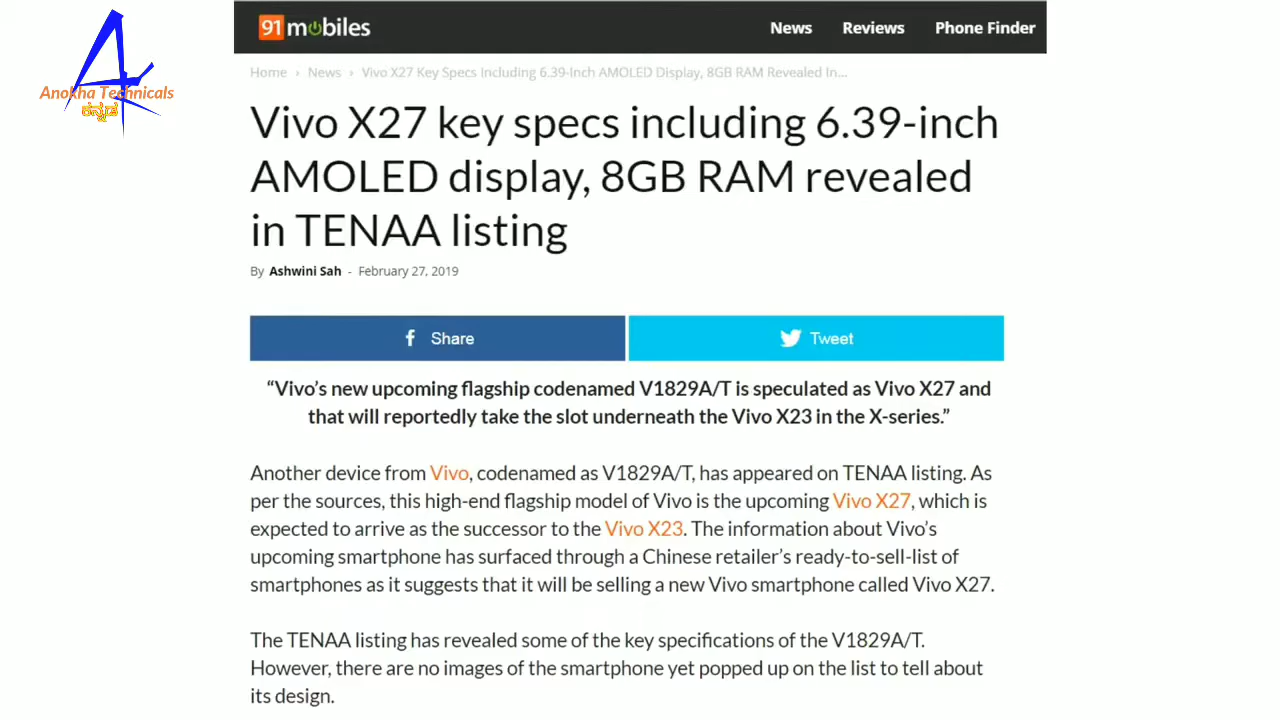 Anokha Technicals
ಕನ್ನಡ
91mobiles
News Reviews Phone Finder
Home › News › Vivo X27 Key Specs Including 6.39-Inch AMOLED Display, 8GB RAM Revealed In...
Vivo X27 key specs including 6.39-inch
AMOLED display, 8GB RAM revealed
in TENAA listing
By Ashwini Sah - February 27, 2019
Share
Tweet
“Vivo’s new upcoming flagship codenamed V1829A/T is speculated as Vivo X27 and
that will reportedly take the slot underneath the Vivo X23 in the X-series.”
Another device from Vivo, codenamed as V1829A/T, has appeared on TENAA listing. As
per the sources, this high-end flagship model of Vivo is the upcoming Vivo X27, which is
expected to arrive as the successor to the Vivo X23. The information about Vivo’s
upcoming smartphone has surfaced through a Chinese retailer’s ready-to-sell-list of
smartphones as it suggests that it will be selling a new Vivo smartphone called Vivo X27.
The TENAA listing has revealed some of the key specifications of the V1829A/T.
However, there are no images of the smartphone yet popped up on the list to tell about
its design.